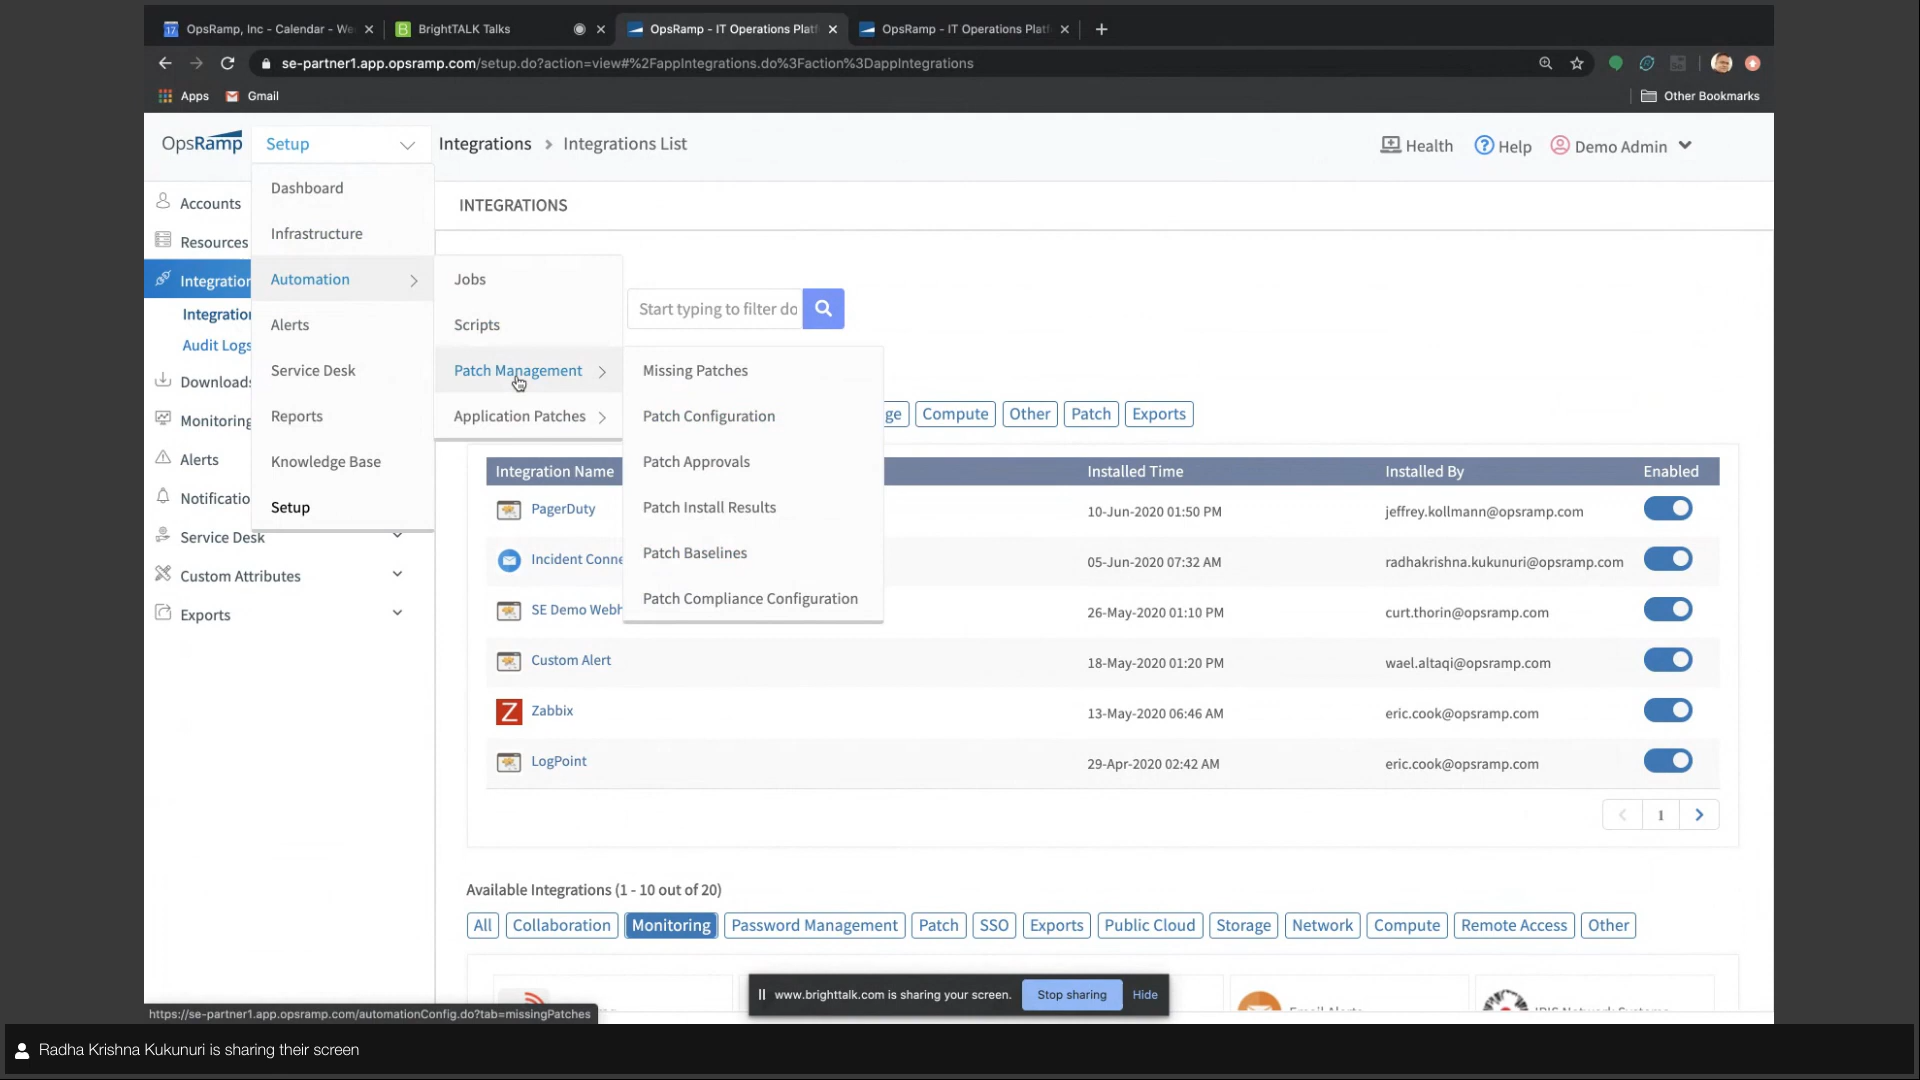 OpsRamp, Inc - Calendar - We
BrightTALK Talks
OpsRamp - IT Operations Platf
OpsRamp - IT Operations Platf
se-partner1.app.opsramp.com/setup.do?action=view#%2FappIntegrations.do%3Faction%3DappIntegrations
Apps
Gmail
Other Bookmarks
OpsRamp
Setup
Integrations > Integrations List
Health
Help
Demo Admin
Accounts
Resources
Integration
Integration
Audit Logs
Downloads
Monitoring
Alerts
Notificatio
Service Desk
Custom Attributes
Exports
Dashboard
Infrastructure
Automation
Alerts
Service Desk
Reports
Knowledge Base
Setup
Jobs
Scripts
Patch Management
Application Patches
Missing Patches
Patch Configuration
Patch Approvals
Patch Install Results
Patch Baselines
Patch Compliance Configuration
INTEGRATIONS
Start typing to filter do
ge Compute Other Patch Exports
Integration Name Installed Time Installed By Enabled
PagerDuty 10-Jun-2020 01:50 PM jeffrey.kollmann@opsramp.com
Incident Conne 05-Jun-2020 07:32 AM radhakrishna.kukunuri@opsramp.com
SE Demo Webh 26-May-2020 01:10 PM curt.thorin@opsramp.com
Custom Alert 18-May-2020 01:20 PM wael.altaqi@opsramp.com
Zabbix 13-May-2020 06:46 AM eric.cook@opsramp.com
LogPoint 29-Apr-2020 02:42 AM eric.cook@opsramp.com
1
Available Integrations (1 - 10 out of 20)
All Collaboration Monitoring Password Management Patch SSO Exports Public Cloud Storage Network Compute Remote Access Other
www.brighttalk.com is sharing your screen. Stop sharing Hide
https://se-partner1.app.opsramp.com/automationConfig.do?tab=missingPatches
Radha Krishna Kukunuri is sharing their screen